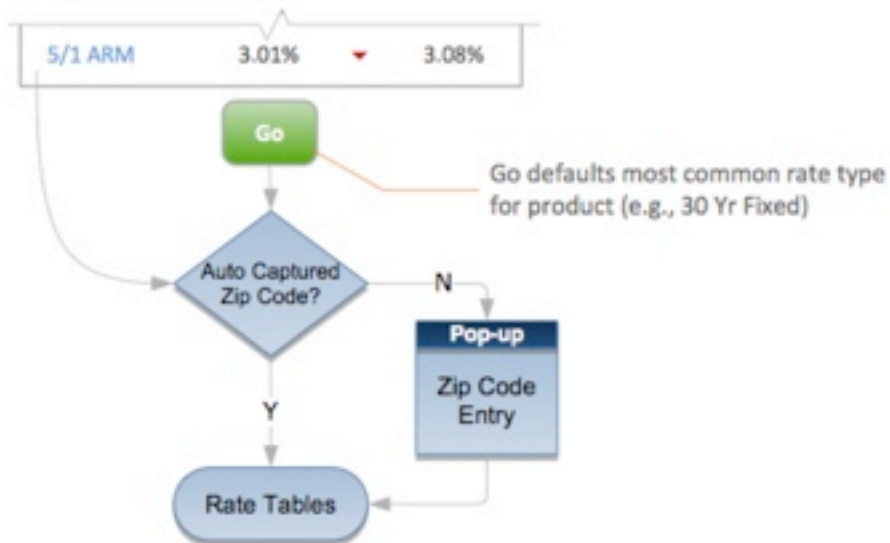 5/1 ARM 3.01% 3.08%
Go
Go defaults most common rate type
for product (e.g., 30 Yr Fixed)
Auto Captured
Zip Code?
N
Pop-up
Zip Code
Entry
Y
Rate Tables